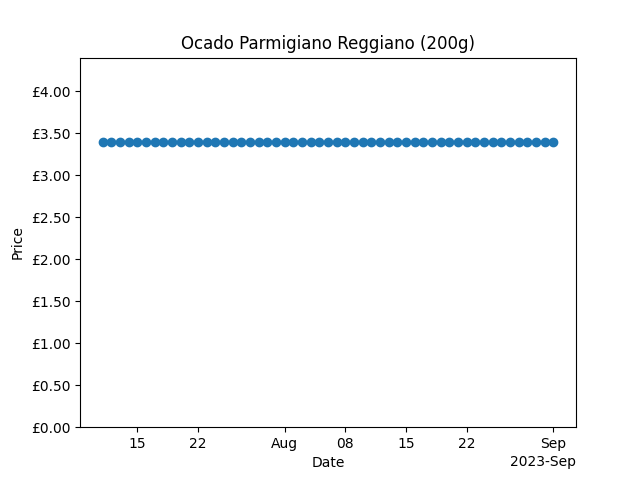 Ocado Parmigiano Reggiano (200g)
£4.00
£3.50
£3.00
£2.50
£2.00
£1.50
£1.00
£0.50
£0.00
Price
15 22 Aug 08 15 22 Sep
2023-Sep
Date